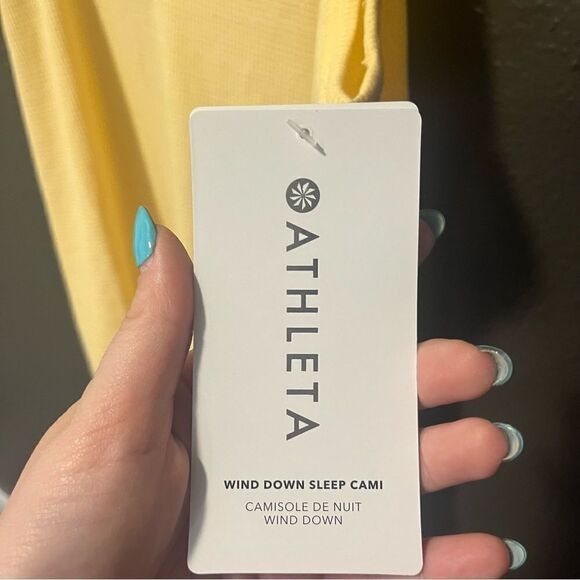 ATHLETA
WIND DOWN SLEEP CAMI
CAMISOLE DE NUIT
WIND DOWN